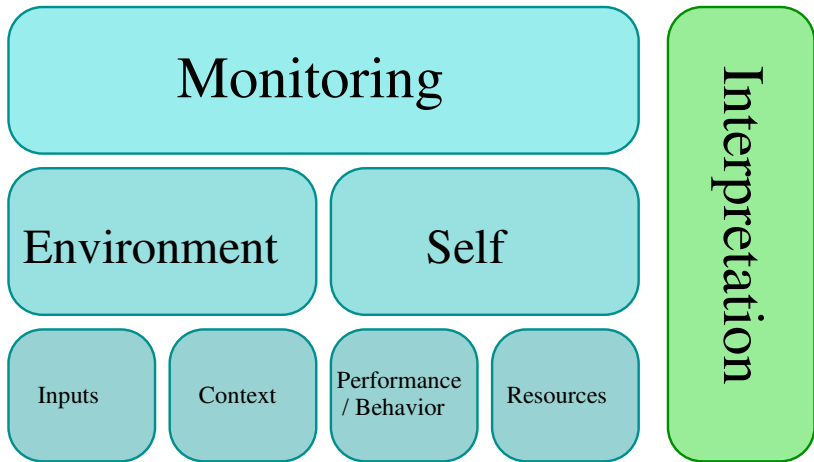 Monitoring
Interpretation
Environment
Self
Inputs
Context
Performance
/ Behavior
Resources